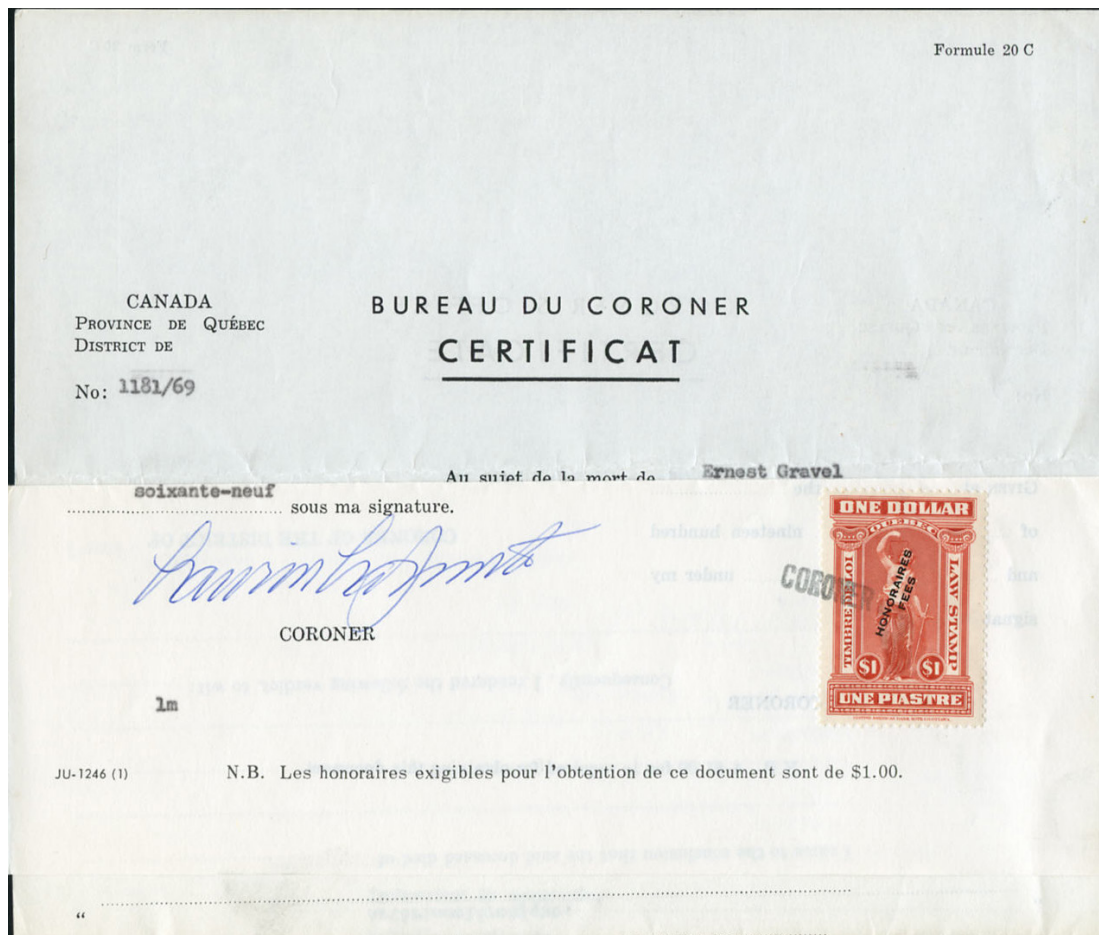 Formule 20 C
CANADA
PROVINCE DE QUÉBEC
DISTRICT DE
No: 1181/69
BUREAU DU CORONER
CERTIFICAT
Au sujet de la mort de Ernest Gravel
soixante-neuf
sous ma signature.
CORONER
1m
ONE DOLLAR
QUEBEC
TIMBRE DE LOI
LAW STAMP
HONORAIRES
FEES
CORONER
$1 $1
UNE PIASTRE
JU-1246 (1) N.B. Les honoraires exigibles pour l'obtention de ce document sont de $1.00.
“